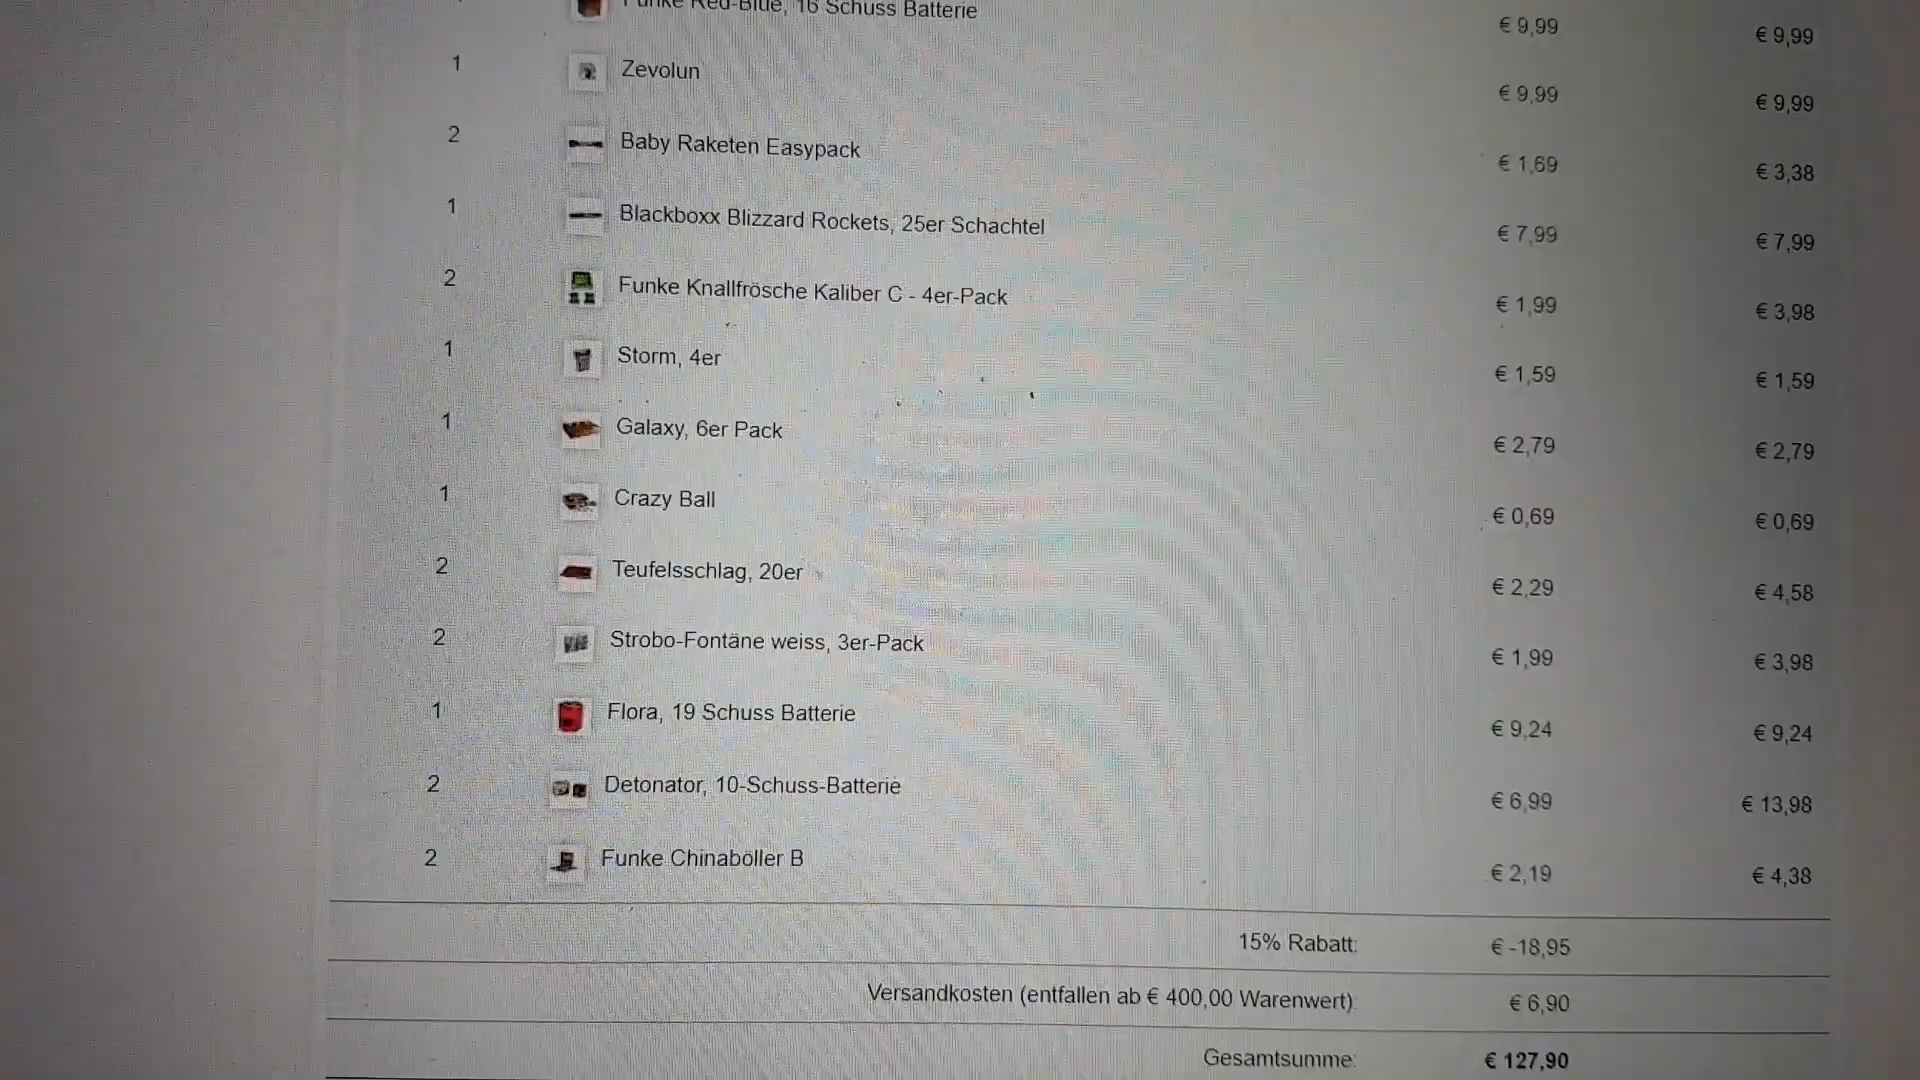 Funke Red-Blue, 16 Schuss Batterie € 9,99 € 9,99
1 Zevolun € 9,99 € 9,99
2 Baby Raketen Easypack € 1,69 € 3,38
1 Blackboxx Blizzard Rockets, 25er Schachtel € 7,99 € 7,99
2 Funke Knallfrösche Kaliber C - 4er-Pack € 1,99 € 3,98
1 Storm, 4er € 1,59 € 1,59
1 Galaxy, 6er Pack € 2,79 € 2,79
1 Crazy Ball € 0,69 € 0,69
2 Teufelsschlag, 20er € 2,29 € 4,58
2 Strobo-Fontäne weiss, 3er-Pack € 1,99 € 3,98
1 Flora, 19 Schuss Batterie € 9,24 € 9,24
2 Detonator, 10-Schuss-Batterie € 6,99 € 13,98
2 Funke Chinaböller B € 2,19 € 4,38
15% Rabatt: € -18,95
Versandkosten (entfallen ab € 400,00 Warenwert): € 6,90
Gesamtsumme: € 127,90